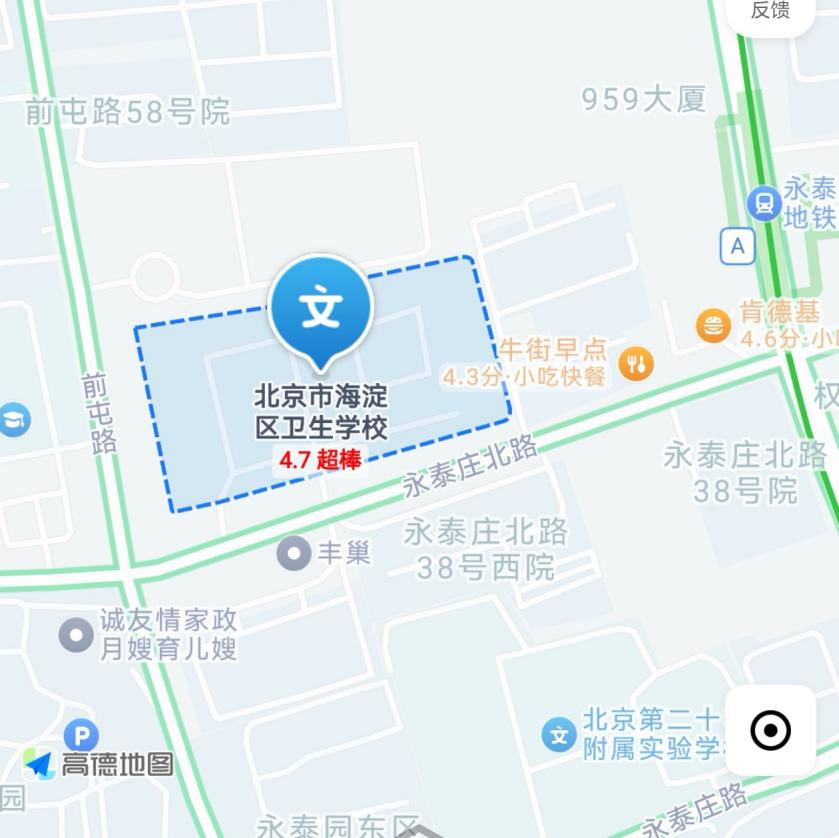 反馈
959大厦
前屯路58号院
永泰
地铁
A
肯德基
4.6分·小
牛街早点
4.3分·小吃快餐
文
北京市海淀
区卫生学校
4.7 超棒
前屯路
权
永泰庄北路
永泰庄北路
38号院
永泰庄北路
38号西院
丰巢
诚友情家政
月嫂育儿嫂
文
北京第二十
附属实验学
P
高德地图
园
永泰园东区
永泰庄路